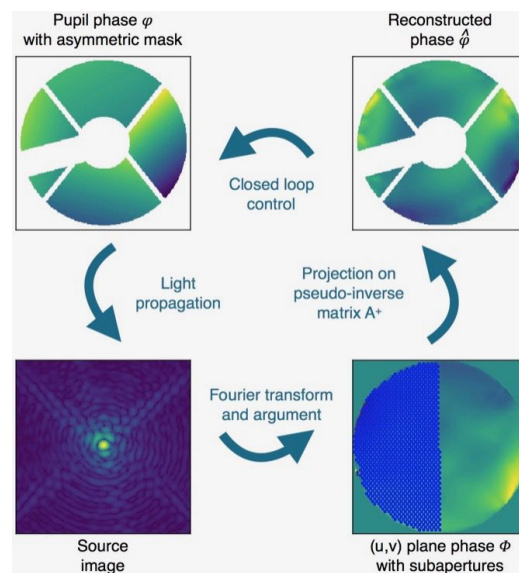 Pupil phase φ
with asymmetric mask
Reconstructed
phase φ̂
Closed loop
control
Light
propagation
Projection on
pseudo-inverse
matrix A⁺
Fourier transform
and argument
Source
image
(u,v) plane phase Φ
with subapertures